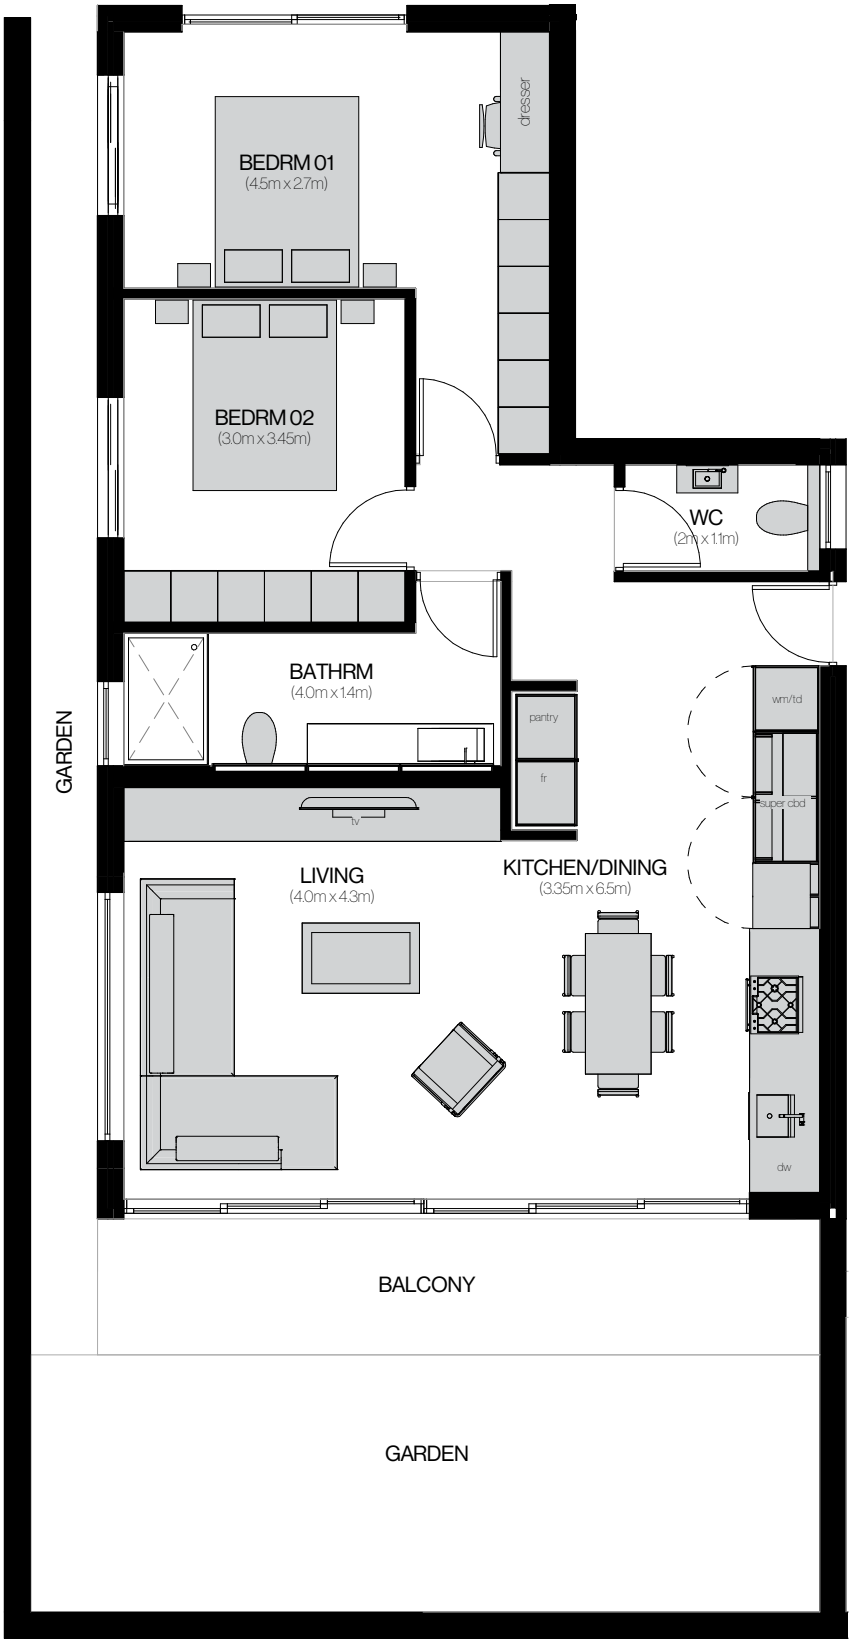 dresser
BEDRM 01
(4.5m x 2.7m)
BEDRM 02
(3.0m x 3.45m)
WC
(2m x 1.1m)
BATHRM
(4.0m x 1.4m)
wm/td
pantry
GARDEN
fr
super cbd
tv
LIVING
(4.0m x 4.3m)
KITCHEN/DINING
(3.35m x 6.5m)
dw
BALCONY
GARDEN